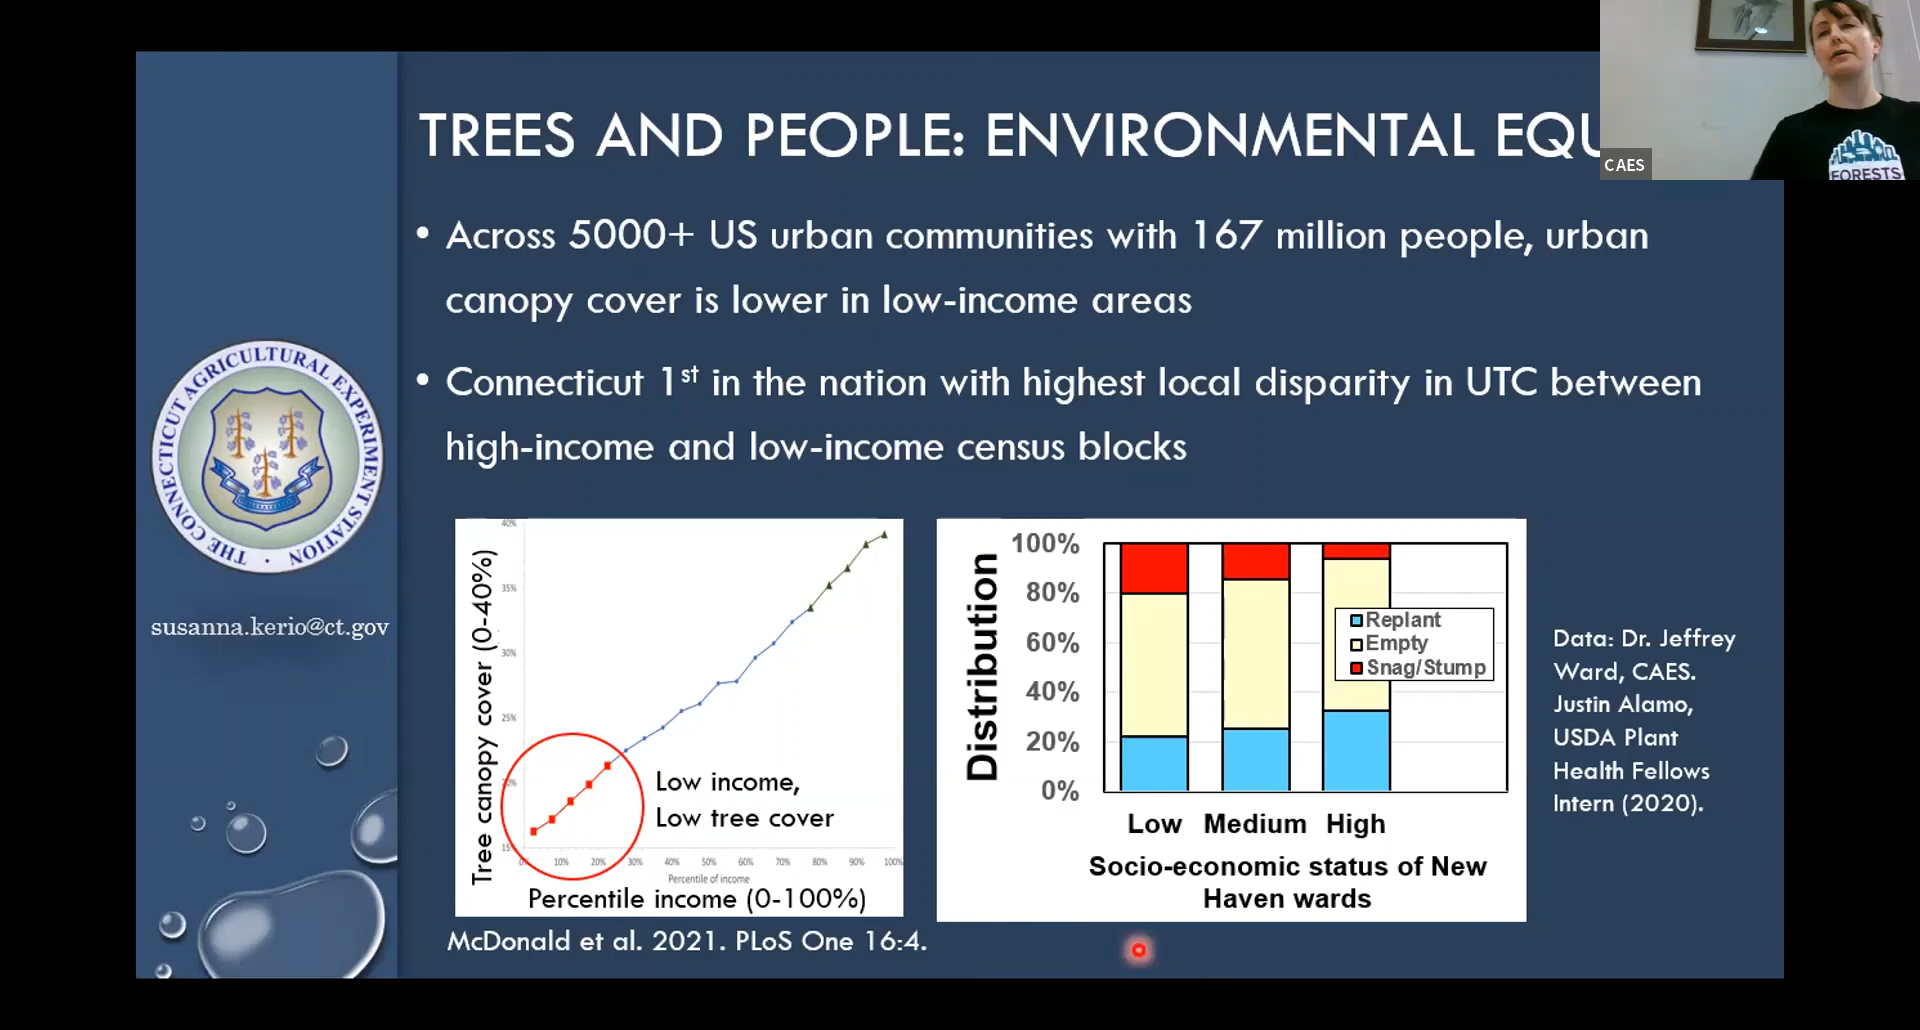 TREES AND PEOPLE: ENVIRONMENTAL EQU
CAES
FORESTS
• Across 5000+ US urban communities with 167 million people, urban
canopy cover is lower in low-income areas
• Connecticut 1st in the nation with highest local disparity in UTC between
high-income and low-income census blocks
THE CONNECTICUT AGRICULTURAL EXPERIMENT STATION
susanna.kerio@ct.gov
Tree canopy cover (0-40%)
40%
35%
30%
25%
20%
15%
Low income,
Low tree cover
0% 10% 20% 30% 40% 50% 60% 70% 80% 90% 100%
Percentile of income
Percentile income (0-100%)
McDonald et al. 2021. PLoS One 16:4.
Distribution
100%
80%
60%
40%
20%
0%
Replant
Empty
Snag/Stump
Low Medium High
Socio-economic status of New
Haven wards
Data: Dr. Jeffrey
Ward, CAES.
Justin Alamo,
USDA Plant
Health Fellows
Intern (2020).